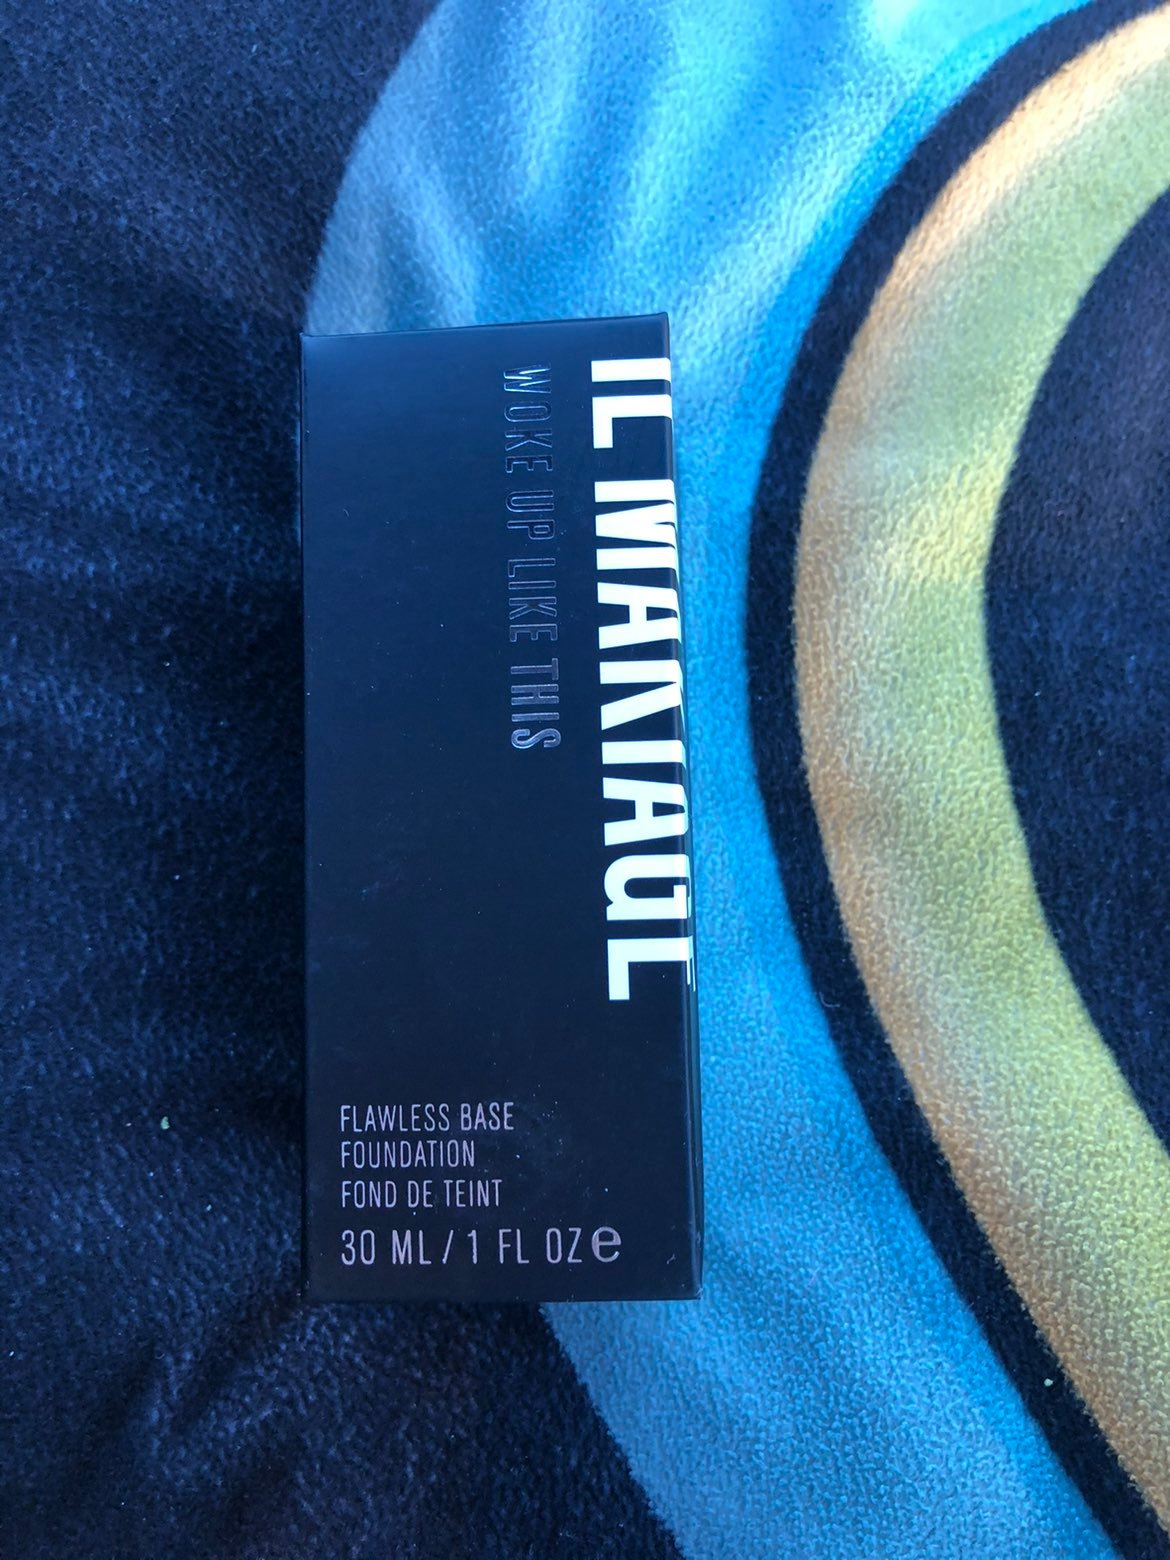 IL MAKIAGE
WOKE UP LIKE THIS
FLAWLESS BASE
FOUNDATION
FOND DE TEINT
30 ML / 1 FL OZ e